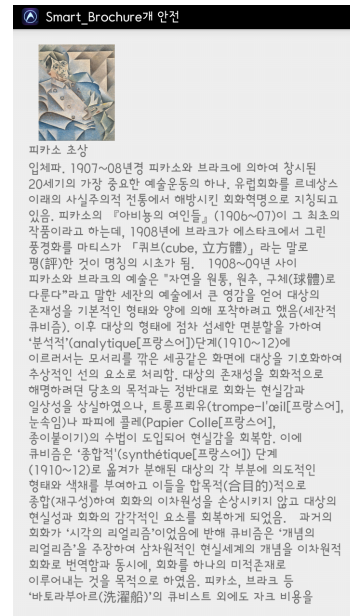 Smart_Brochure개 안전
피카소 초상
입체파. 1907~08년경 피카소와 브라크에 의하여 창시된
20세기의 가장 중요한 예술운동의 하나. 유럽회화를 르네상스
이래의 사실주의적 전통에서 해방시킨 회화혁명으로 지칭되고
있음. 피카소의 『아비뇽의 여인들』(1906~07)이 그 최초의
작품이라고 하는데, 1908년에 브라크가 에스타크에서 그린
풍경화를 마티스가 「퀴브(cube, 立方體)」라는 말로
평(評)한 것이 명칭의 시초가 됨. 1908~09년 사이
피카소와 브라크의 예술은 "자연을 원통, 원추, 구체(球體)로
다룬다"라고 말한 세잔의 예술에서 큰 영감을 얻어 대상의
존재성을 기본적인 형태와 양에 의해 포착하려고 했음(세잔적
큐비즘). 이후 대상의 형태에 점차 섬세한 면분할을 가하여
'분석적'(analytique[프랑스어])단계(1910~12)에
이르러서는 모서리를 깎은 세공같은 화면에 대상을 기호화하여
추상적인 선의 요소로 처리함. 대상의 존재성을 회화적으로
해명하려던 당초의 목적과는 정반대로 회화는 현실감과
일상성을 상실하였으나, 트롱프뢰유(trompe-l'œil[프랑스어],
눈속임)나 파피에 콜레(Papier Colle[프랑스어],
종이붙이기)의 수법이 도입되어 현실감을 회복함. 이에
큐비즘은 '종합적'(synthétique[프랑스어]) 단계
(1910~12)로 옮겨가 분해된 대상의 각 부분에 의도적인
형태와 색채를 부여하고 이들을 합목적(合目的)적으로
종합(재구성)하여 회화의 이차원성을 손상시키지 않고 대상의
현실성과 회화의 감각적인 요소를 회복하게 되었음. 과거의
회화가 '시각의 리얼리즘'이었음에 반해 큐비즘은 '개념의
리얼리즘'을 주장하여 삼차원적인 현실세계의 개념을 이차원적
회화로 번역함과 동시에, 회화를 하나의 미적존재로
이루어내는 것을 목적으로 하였음. 피카소, 브라크 등
'바토라부아르(洗濯船)'의 큐비스트 외에도 자크 비용을